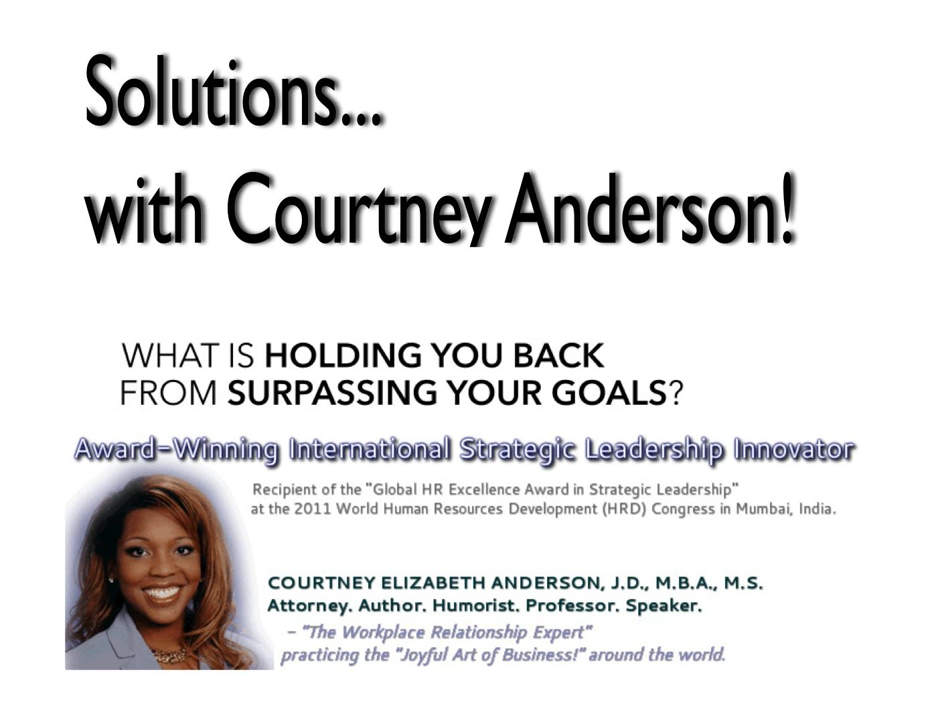 Solutions...
with Courtney Anderson!
WHAT IS HOLDING YOU BACK
FROM SURPASSING YOUR GOALS?
Award-Winning International Strategic Leadership Innovator
Recipient of the "Global HR Excellence Award in Strategic Leadership"
at the 2011 World Human Resources Development (HRD) Congress in Mumbai, India.
COURTNEY ELIZABETH ANDERSON, J.D., M.B.A., M.S.
Attorney. Author. Humorist. Professor. Speaker.
- "The Workplace Relationship Expert"
practicing the "Joyful Art of Business!" around the world.